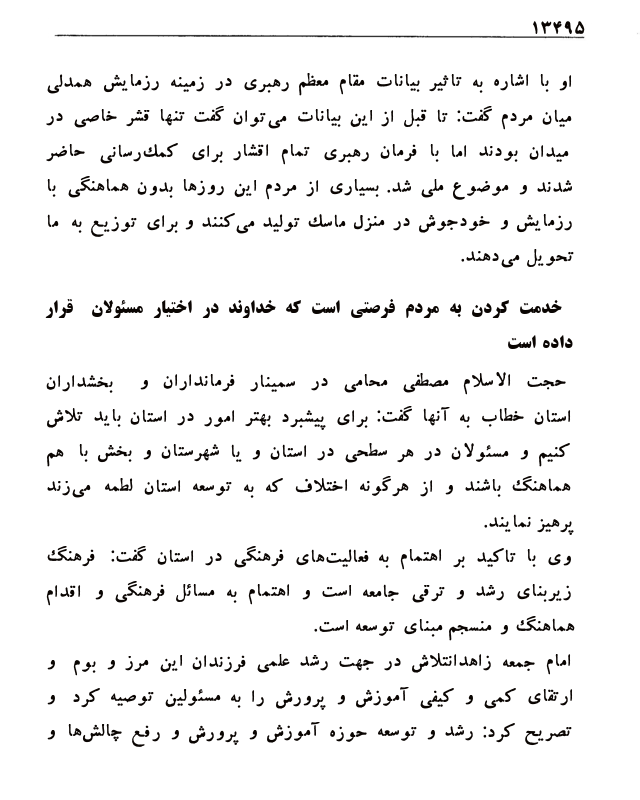 ۱۳۴۹۵
او با اشاره به تاثیر بیانات مقام معظم رهبری در زمینه رزمایش همدلی
میان مردم گفت: تا قبل از این بیانات می‌توان گفت تنها قشر خاصی در
میدان بودند اما با فرمان رهبری تمام اقشار برای کمک‌رسانی حاضر
شدند و موضوع ملی شد. بسیاری از مردم این روزها بدون هماهنگی با
رزمایش و خودجوش در منزل ماسک تولید می‌کنند و برای توزیع به ما
تحویل می‌دهند.
خدمت کردن به مردم فرصتی است که خداوند در اختیار مسئولان قرار
داده است
حجت الاسلام مصطفی محامی در سمینار فرمانداران و بخشداران
استان خطاب به آنها گفت: برای پیشبرد بهتر امور در استان باید تلاش
کنیم و مسئولان در هر سطحی در استان و یا شهرستان و بخش با هم
هماهنگ باشند و از هرگونه اختلاف که به توسعه استان لطمه می‌زند
پرهیز نمایند.
وی با تاکید بر اهتمام به فعالیت‌های فرهنگی در استان گفت: فرهنگ
زیربنای رشد و ترقی جامعه است و اهتمام به مسائل فرهنگی و اقدام
هماهنگ و منسجم مبنای توسعه است.
امام جمعه زاهدانتلاش در جهت رشد علمی فرزندان این مرز و بوم و
ارتقای کمی و کیفی آموزش و پرورش را به مسئولین توصیه کرد و
تصریح کرد: رشد و توسعه حوزه آموزش و پرورش و رفع چالش‌ها و